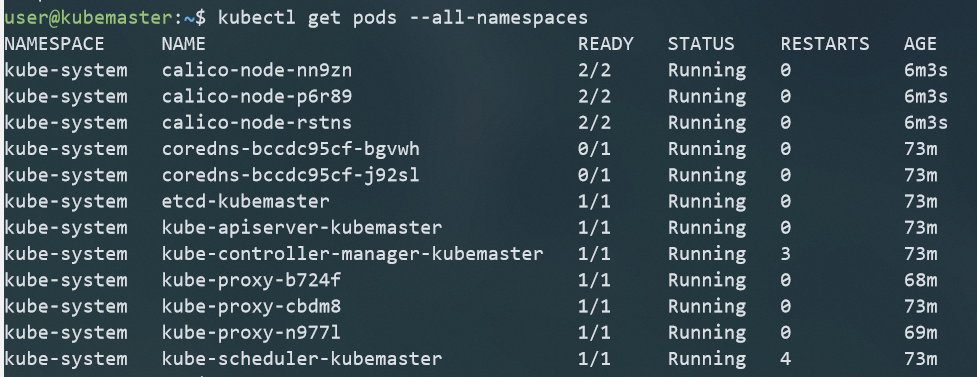 user@kubemaster:~$ kubectl get pods --all-namespaces
NAMESPACE NAME READY STATUS RESTARTS AGE
kube-system calico-node-nn9zn 2/2 Running 0 6m3s
kube-system calico-node-p6r89 2/2 Running 0 6m3s
kube-system calico-node-rstns 2/2 Running 0 6m3s
kube-system coredns-bccdc95cf-bgvwh 0/1 Running 0 73m
kube-system coredns-bccdc95cf-j92sl 0/1 Running 0 73m
kube-system etcd-kubemaster 1/1 Running 0 73m
kube-system kube-apiserver-kubemaster 1/1 Running 0 73m
kube-system kube-controller-manager-kubemaster 1/1 Running 3 73m
kube-system kube-proxy-b724f 1/1 Running 0 68m
kube-system kube-proxy-cbdm8 1/1 Running 0 73m
kube-system kube-proxy-n977l 1/1 Running 0 69m
kube-system kube-scheduler-kubemaster 1/1 Running 4 73m